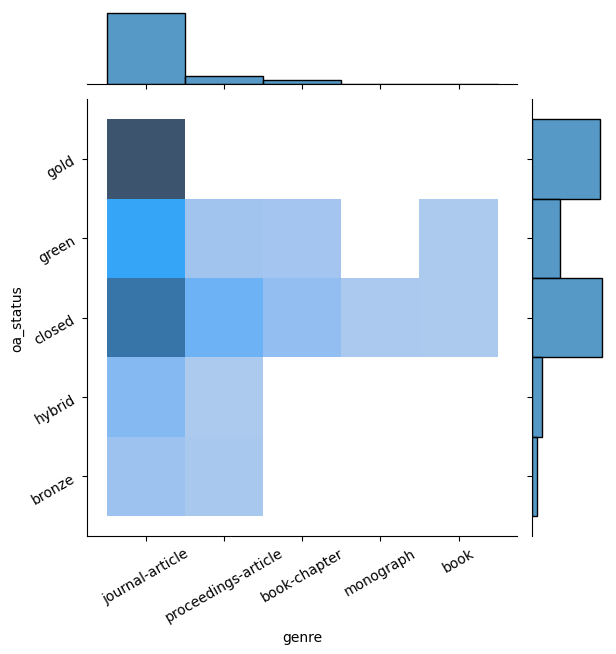 gold
green
closed
hybrid
bronze
oa_status
journal-article
proceedings-article
book-chapter
monograph
book
genre